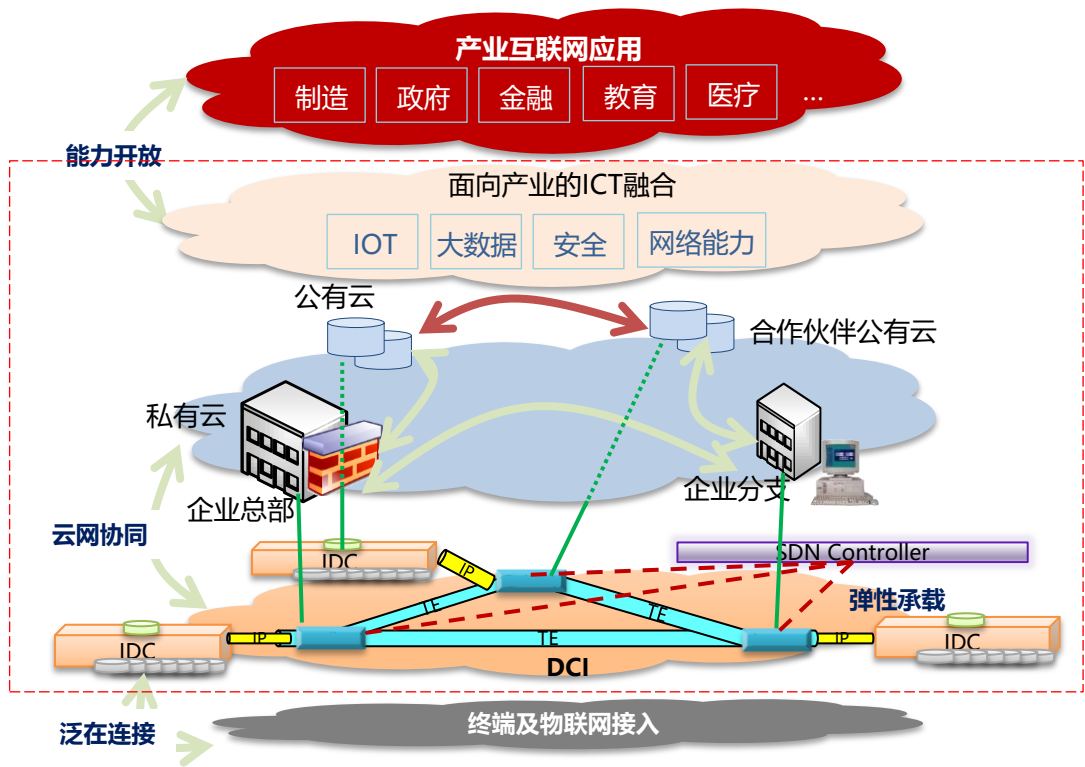 产业互联网应用
制造
政府
金融
教育
医疗
...
能力开放
面向产业的ICT融合
IOT
大数据
安全
网络能力
公有云
合作伙伴公有云
私有云
企业总部
企业分支
云网协同
IDC
IP
SDN Controller
TE
TE
弹性承载
IDC
IP
TE
IP
IDC
DCI
泛在连接
终端及物联网接入